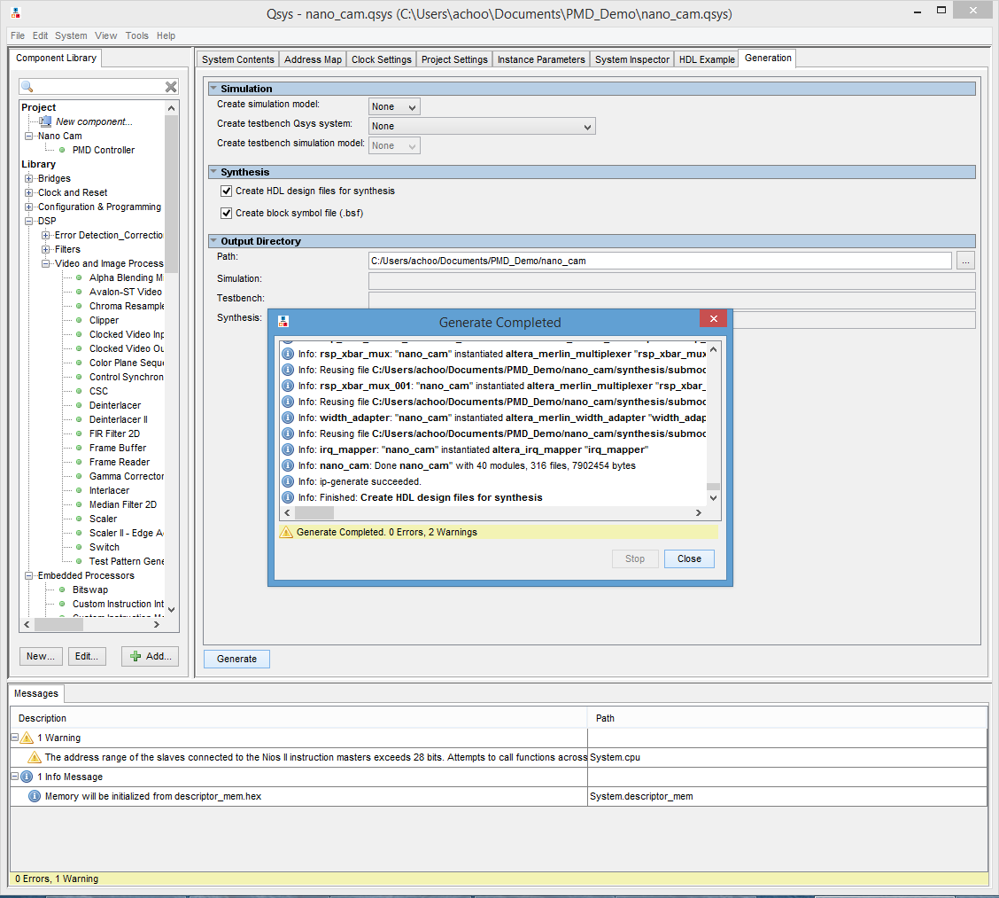 Qsys - nano_cam.qsys (C:\Users\achoo\Documents\PMD_Demo\nano_cam.qsys)
File Edit System View Tools Help
Component Library
Project
New component...
Nano Cam
PMD Controller
Library
Bridges
Clock and Reset
Configuration & Programming
DSP
Error Detection_Correctio
Filters
Video and Image Process
Alpha Blending M
Avalon-ST Video
Chroma Resample
Clipper
Clocked Video Inp
Clocked Video Ou
Color Plane Sequ
Control Synchron
CSC
Deinterlacer
Deinterlacer II
FIR Filter 2D
Frame Buffer
Frame Reader
Gamma Corrector
Interlacer
Median Filter 2D
Scaler
Scaler II - Edge A
Switch
Test Pattern Gene
Embedded Processors
Bitswap
Custom Instruction Int
New... Edit... Add...
System Contents Address Map Clock Settings Project Settings Instance Parameters System Inspector HDL Example Generation
Simulation
Create simulation model: None
Create testbench Qsys system: None
Create testbench simulation model: None
Synthesis
Create HDL design files for synthesis
Create block symbol file (.bsf)
Output Directory
Path: C:/Users/achoo/Documents/PMD_Demo/nano_cam ...
Simulation:
Testbench:
Synthesis:
Generate Completed
Info: rsp_xbar_mux: "nano_cam" instantiated altera_merlin_multiplexer "rsp_xbar_mux
Info: Reusing file C:/Users/achoo/Documents/PMD_Demo/nano_cam/synthesis/submoc
Info: rsp_xbar_mux_001: "nano_cam" instantiated altera_merlin_multiplexer "rsp_xbar_
Info: Reusing file C:/Users/achoo/Documents/PMD_Demo/nano_cam/synthesis/submoc
Info: width_adapter: "nano_cam" instantiated altera_merlin_width_adapter "width_adap
Info: Reusing file C:/Users/achoo/Documents/PMD_Demo/nano_cam/synthesis/submoc
Info: irq_mapper: "nano_cam" instantiated altera_irq_mapper "irq_mapper"
Info: nano_cam: Done nano_cam" with 40 modules, 316 files, 7902454 bytes
Info: ip-generate succeeded.
Info: Finished: Create HDL design files for synthesis
Generate Completed. 0 Errors, 2 Warnings
Stop Close
Generate
Messages
Description Path
1 Warning
The address range of the slaves connected to the Nios II instruction masters exceeds 28 bits. Attempts to call functions across System.cpu
1 Info Message
Memory will be initialized from descriptor_mem.hex System.descriptor_mem
0 Errors, 1 Warning